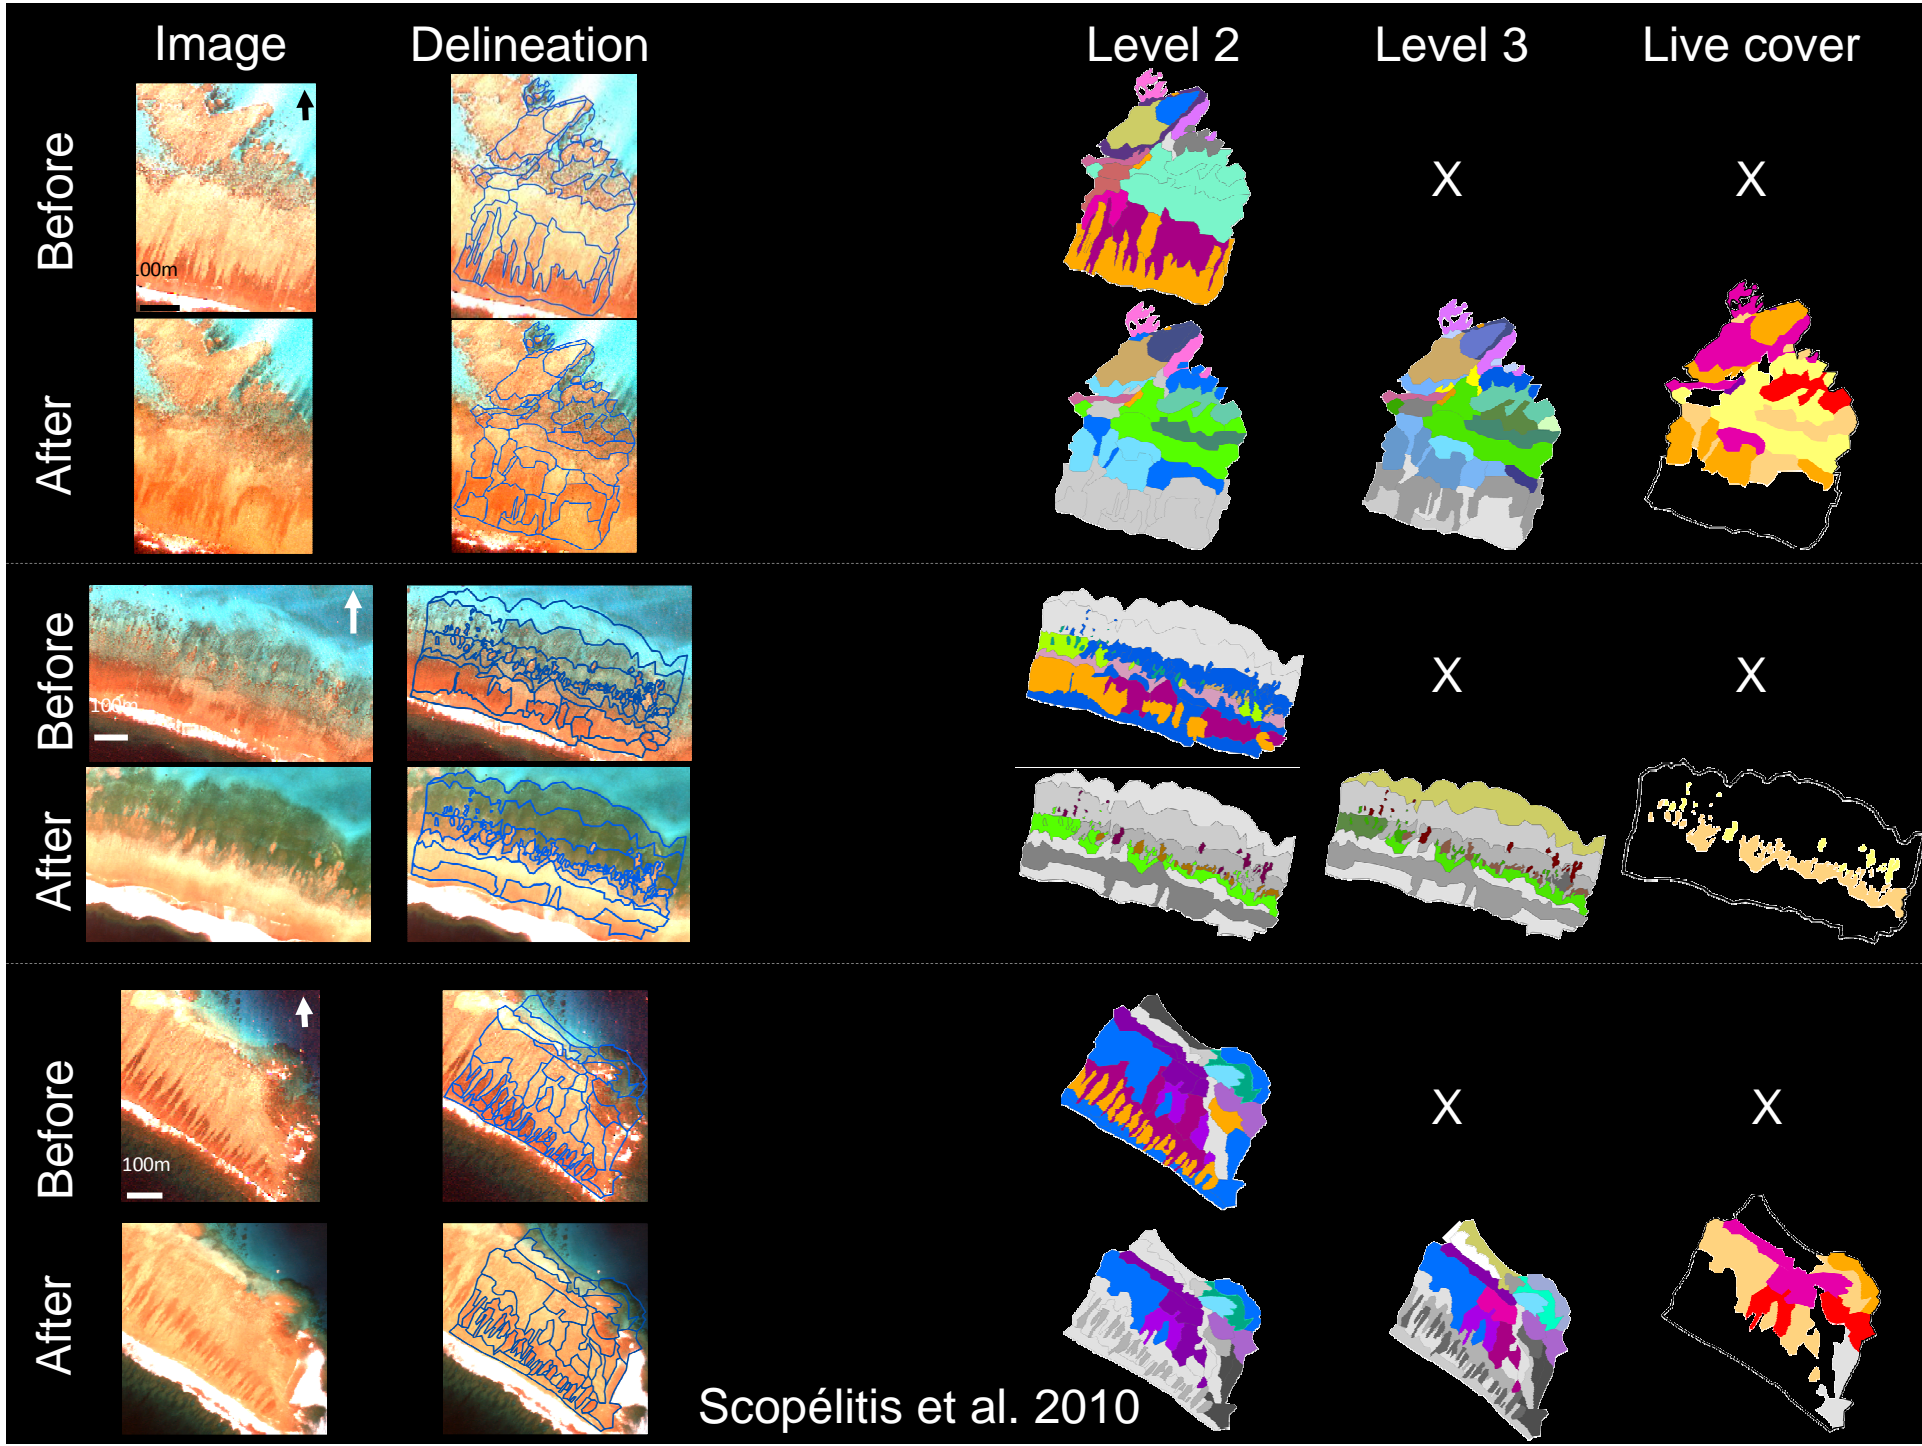 Image Delineation Level 2 Level 3 Live cover
Before
X X
.00m
After
Before
X X
100m
After
Before
X X
100m
After
Scopélitis et al. 2010